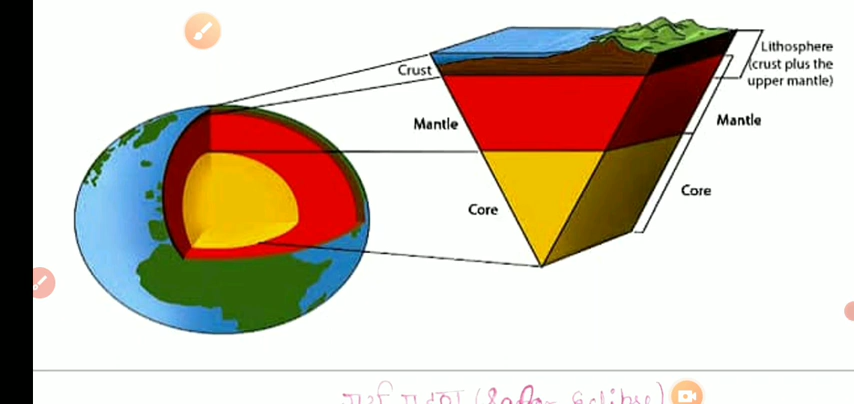 Crust
Mantle
Core
Lithosphere
(crust plus the
upper mantle)
Mantle
Core